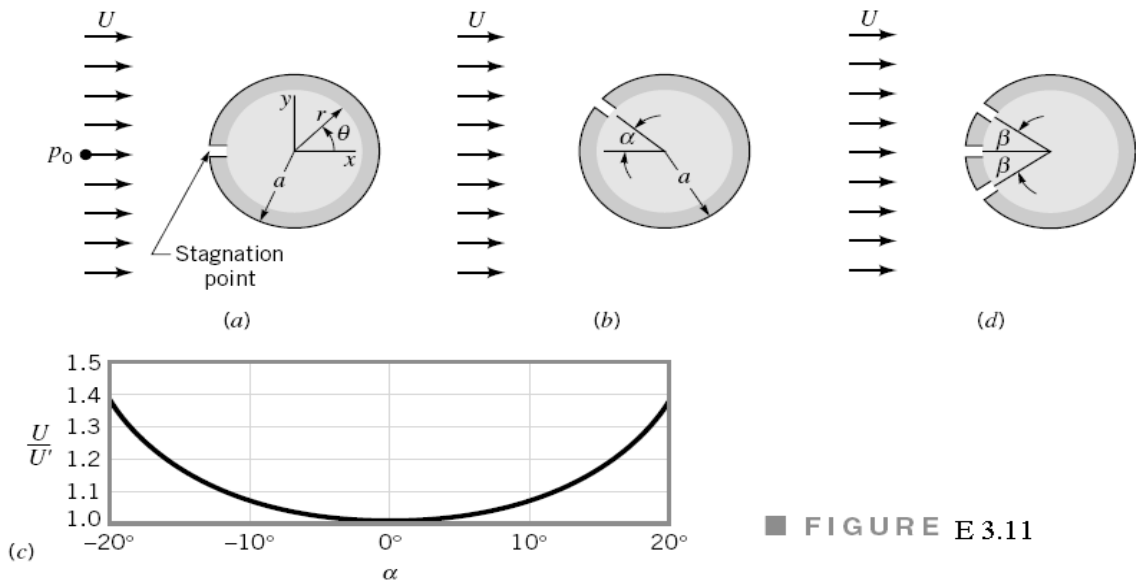 U
p₀
y
r
θ
x
a
Stagnation
point
(a)
U
α
a
(b)
U
β
β
(d)
1.5
1.4
1.3
1.2
1.1
1.0
U
U'
–20° –10° 0° 10° 20°
α
(c)
FIGURE E 3.11